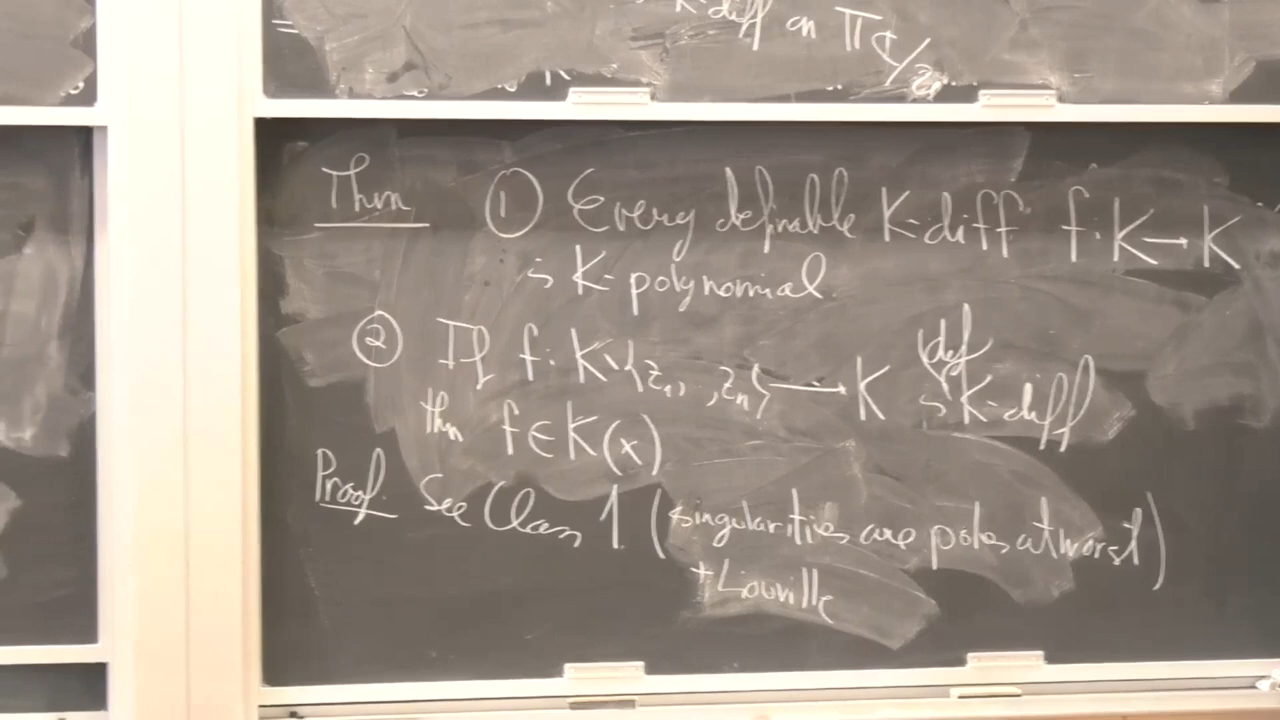 K-diff on ℂ/
Thm ① Every definable K-diff f: K → K
is K-polynomial
② If f: K∖{z₁, , zₙ} → K def
is K-diff
then f ∈ K(x)
Proof. See Class 1 (singularities are poles at worst)
+ Liouville